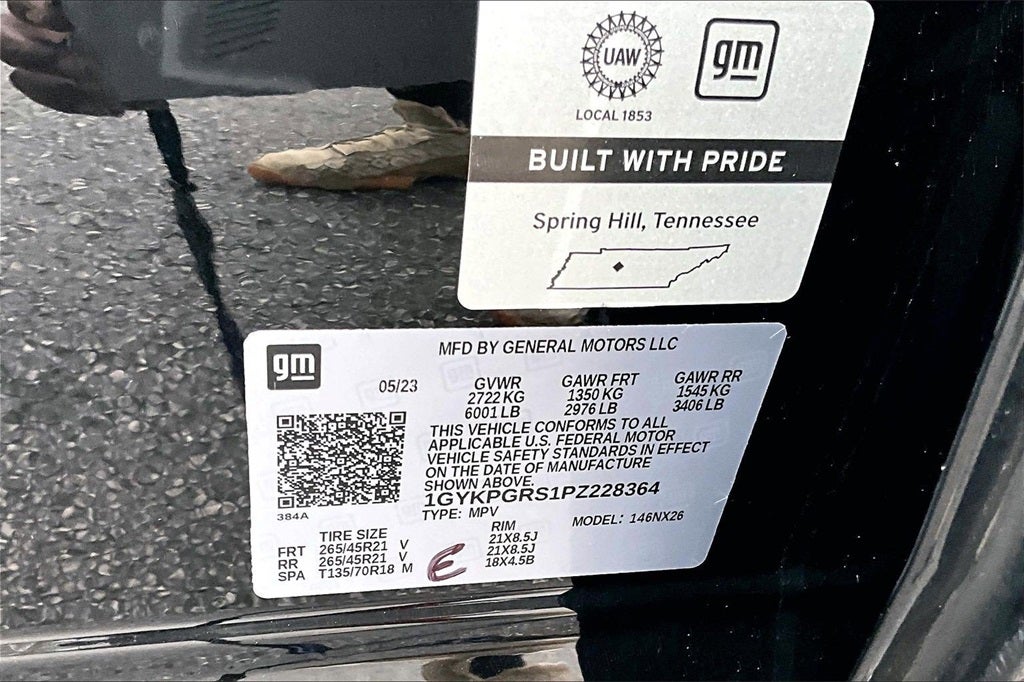 UAW
gm
LOCAL 1853
BUILT WITH PRIDE
Spring Hill, Tennessee
gm
MFD BY GENERAL MOTORS LLC
05/23
GVWR GAWR FRT GAWR RR
2722 KG 1350 KG 1545 KG
6001 LB 2976 LB 3406 LB
THIS VEHICLE CONFORMS TO ALL
APPLICABLE U.S. FEDERAL MOTOR
VEHICLE SAFETY STANDARDS IN EFFECT
ON THE DATE OF MANUFACTURE
SHOWN ABOVE.
1GYKPGRS1PZ228364
384A
TYPE: MPV MODEL: 146NX26
TIRE SIZE RIM
FRT 265/45R21 V 21X8.5J
RR 265/45R21 V 21X8.5J
SPA T135/70R18 M 18X4.5B
E